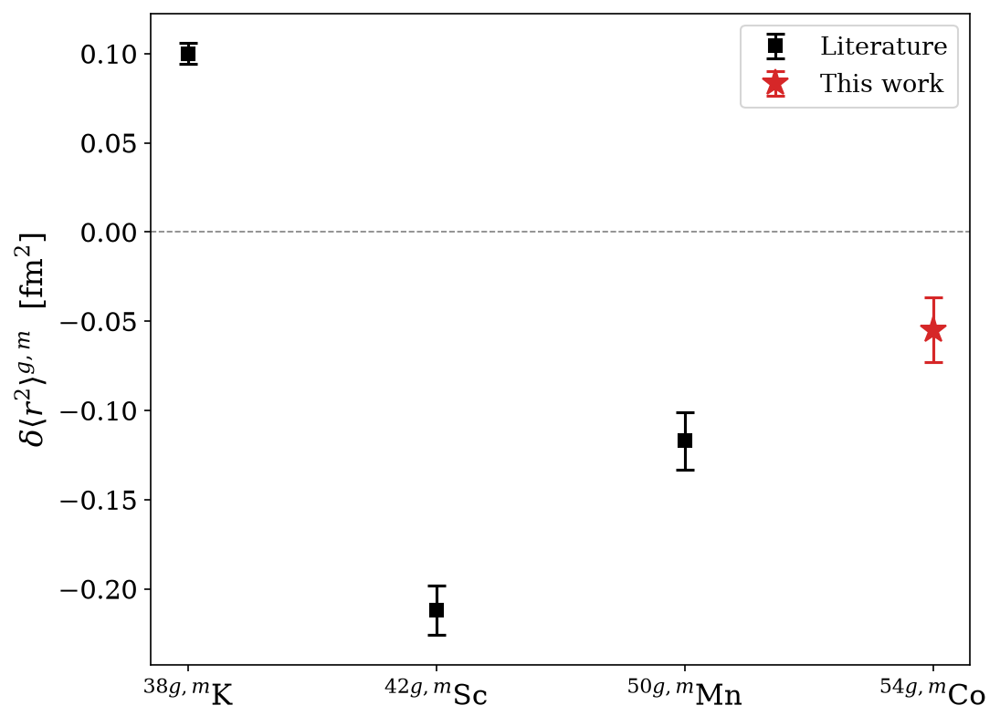 Literature
This work
0.10
0.05
0.00
−0.05
−0.10
−0.15
−0.20
δ⟨r²⟩^{g,m} [fm²]
^{38g,m}K
^{42g,m}Sc
^{50g,m}Mn
^{54g,m}Co